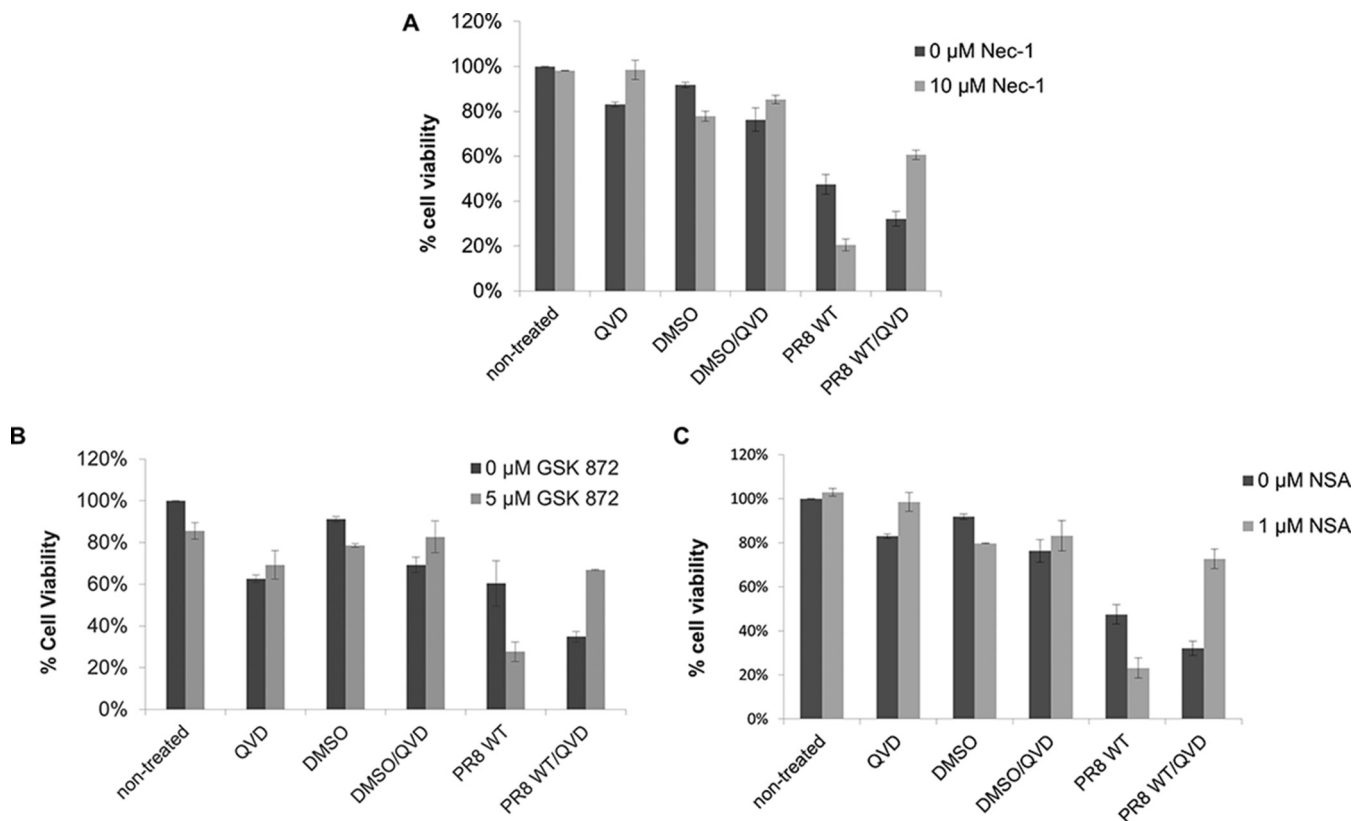 A
% cell viability
120%
100%
80%
60%
40%
20%
0%
0 µM Nec-1
10 µM Nec-1
non-treated
QVD
DMSO
DMSO/QVD
PR8 WT
PR8 WT/QVD
B
% Cell Viability
120%
100%
80%
60%
40%
20%
0%
0 µM GSK 872
5 µM GSK 872
non-treated
QVD
DMSO
DMSO/QVD
PR8 WT
PR8 WT/QVD
C
% cell viability
120%
100%
80%
60%
40%
20%
0%
0 µM NSA
1 µM NSA
non-treated
QVD
DMSO
DMSO/QVD
PR8 WT
PR8 WT/QVD